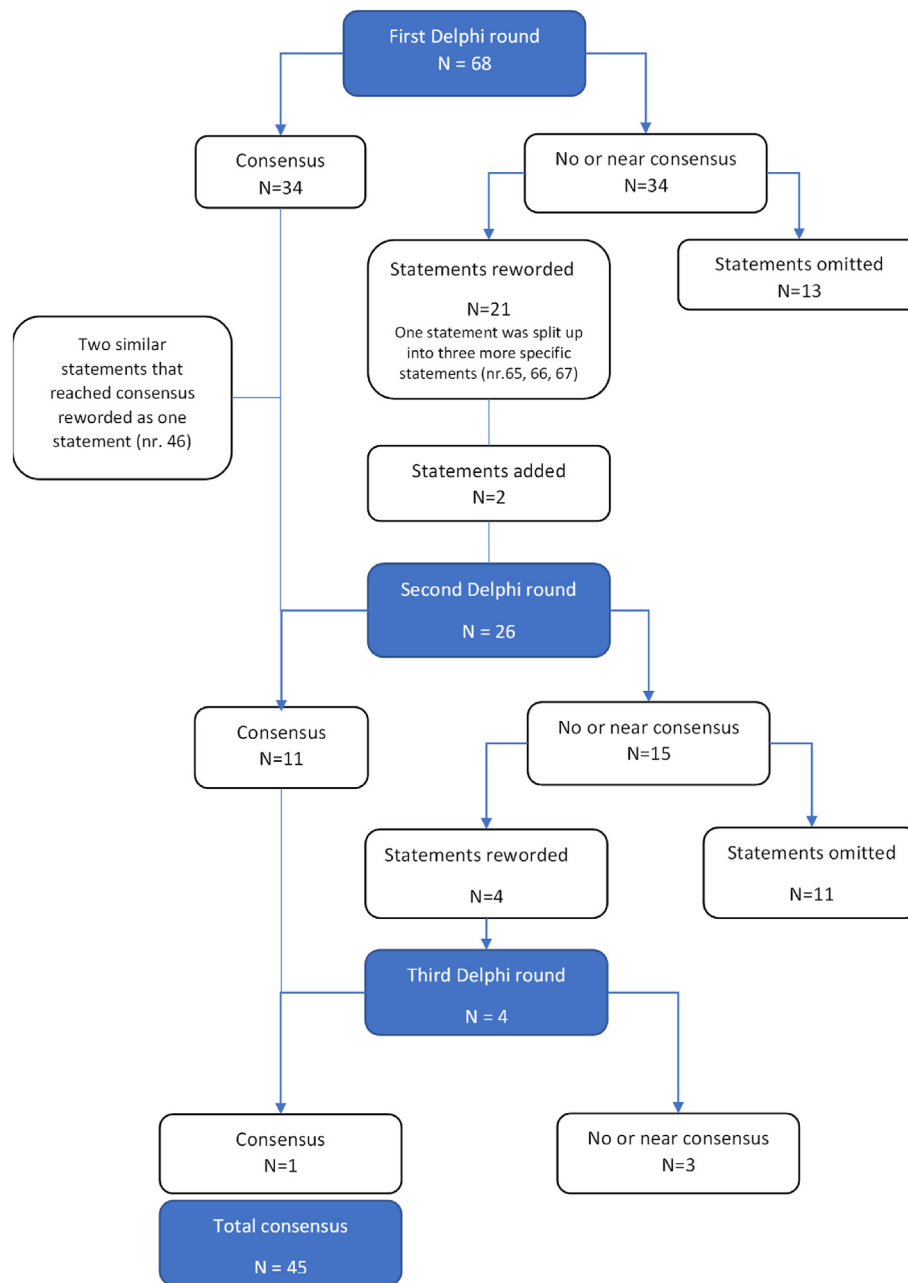 First Delphi round
N = 68
Consensus
N=34
No or near consensus
N=34
Statements reworded
N=21
One statement was split up
into three more specific
statements (nr.65, 66, 67)
Statements omitted
N=13
Two similar
statements that
reached consensus
reworded as one
statement (nr. 46)
Statements added
N=2
Second Delphi round
N = 26
Consensus
N=11
No or near consensus
N=15
Statements reworded
N=4
Statements omitted
N=11
Third Delphi round
N = 4
Consensus
N=1
No or near consensus
N=3
Total consensus
N = 45